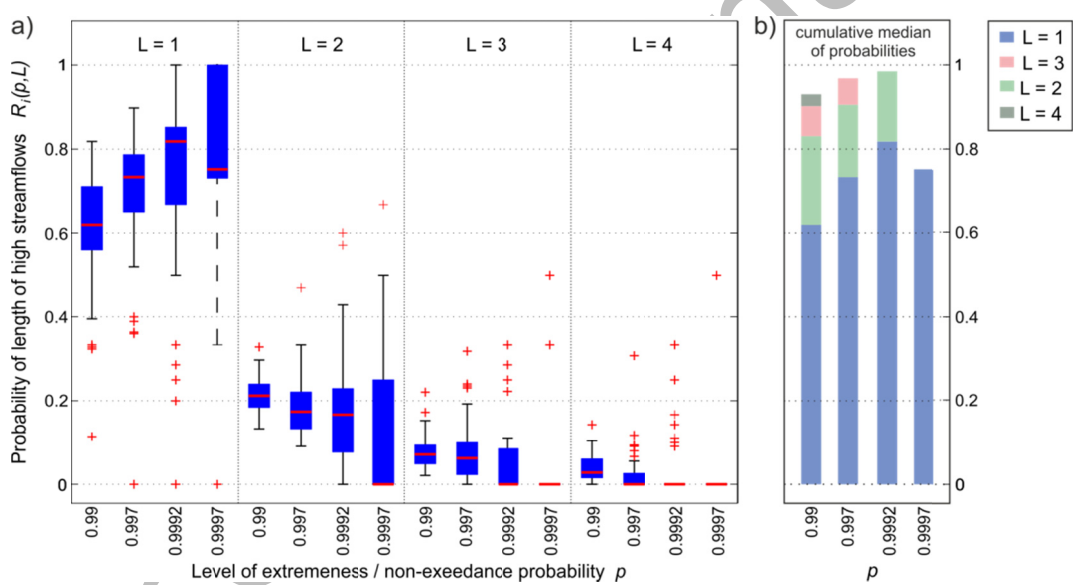 a)
L = 1 L = 2 L = 3 L = 4
Probability of length of high streamflows Ri(p,L)
1
0.8
0.6
0.4
0.2
0
0.99 0.997 0.9992 0.9997 0.99 0.997 0.9992 0.9997 0.99 0.997 0.9992 0.9997 0.99 0.997 0.9992 0.9997
Level of extremeness / non-exeedance probability p
b)
cumulative median
of probabilities
1
0.8
0.6
0.4
0.2
0
0.99 0.997 0.9992 0.9997
p
L = 1
L = 3
L = 2
L = 4